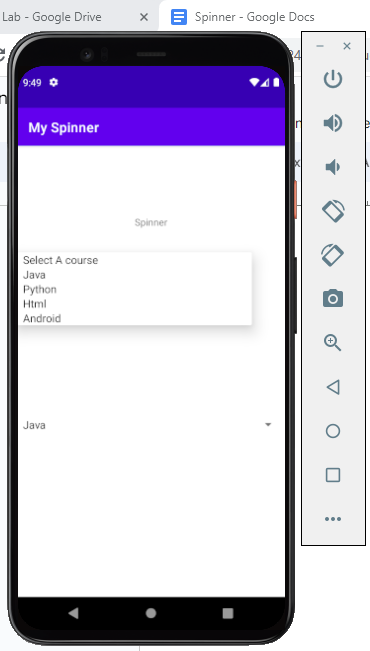 Lab - Google Drive
Spinner - Google Docs
9:49
My Spinner
Spinner
Select A course
Java
Python
Html
Android
Java